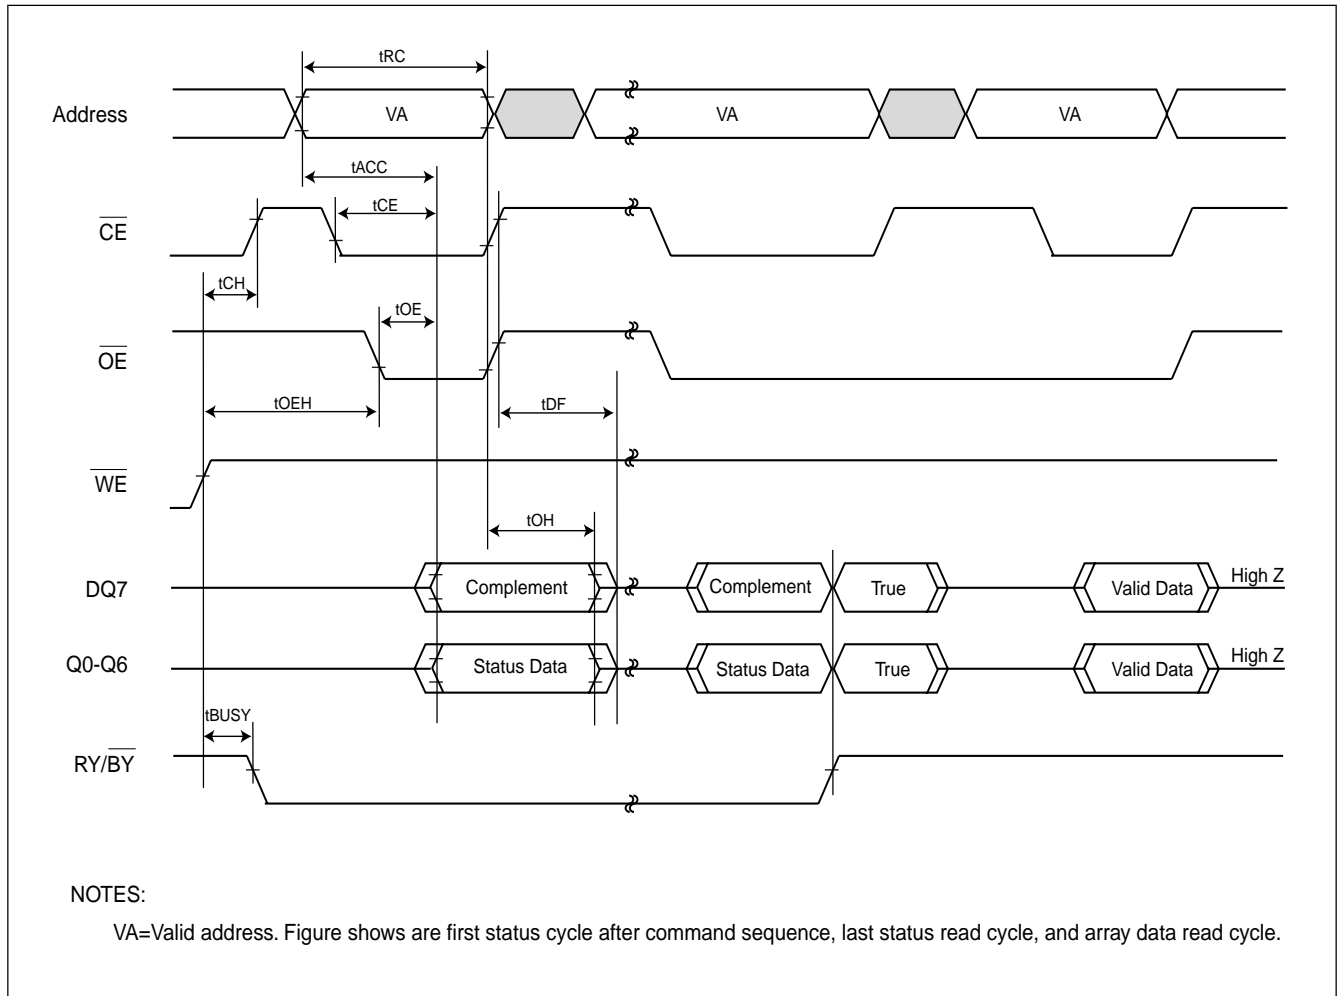 tRC
Address VA VA VA
tACC
tCE
CE
tCH
tOE
OE
tOEH tDF
WE
tOH
DQ7 Complement Complement True Valid Data High Z
Q0-Q6 Status Data Status Data True Valid Data High Z
tBUSY
RY/BY
NOTES:
VA=Valid address. Figure shows are first status cycle after command sequence, last status read cycle, and array data read cycle.